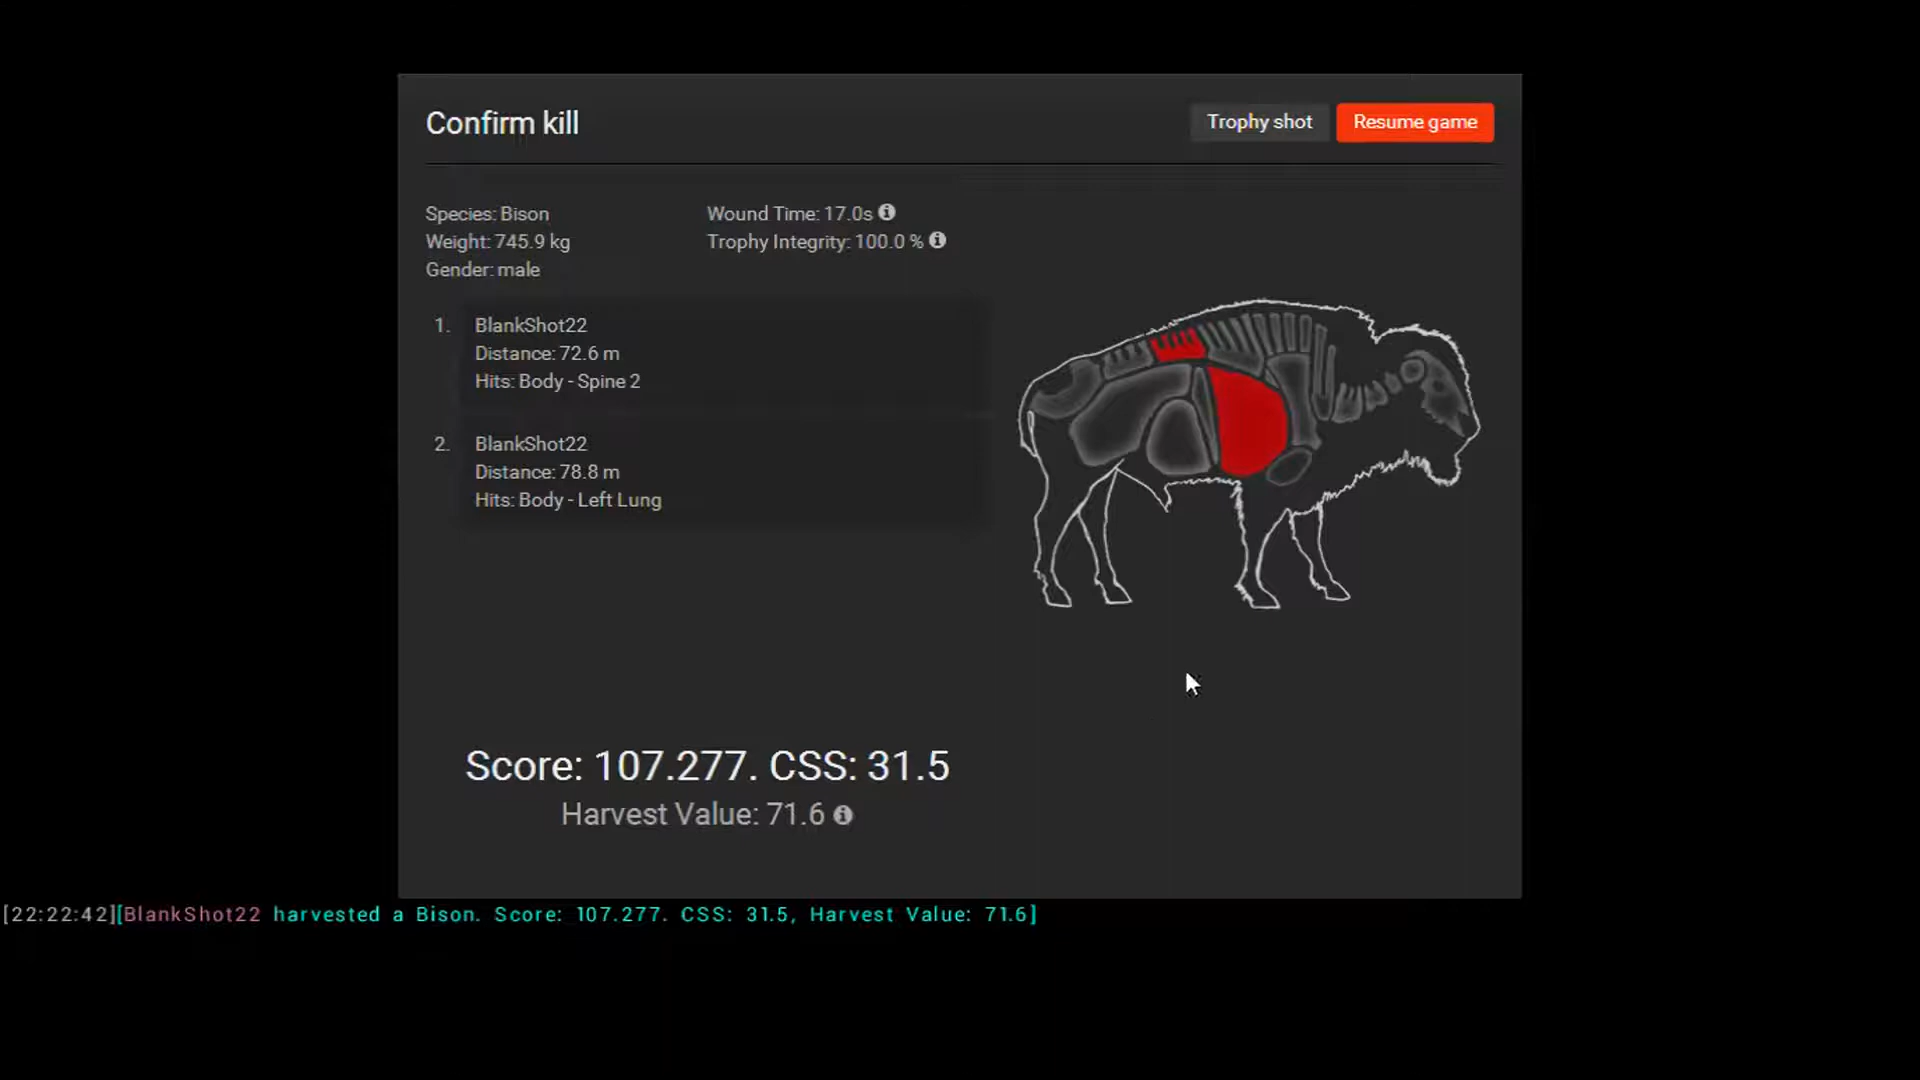 Confirm kill
Trophy shot
Resume game
Species: Bison
Weight: 745.9 kg
Gender: male
Wound Time: 17.0s
Trophy Integrity: 100.0 %
1. BlankShot22
Distance: 72.6 m
Hits: Body - Spine 2
2. BlankShot22
Distance: 78.8 m
Hits: Body - Left Lung
Score: 107.277. CSS: 31.5
Harvest Value: 71.6
[22:22:42][BlankShot22 harvested a Bison. Score: 107.277. CSS: 31.5, Harvest Value: 71.6]